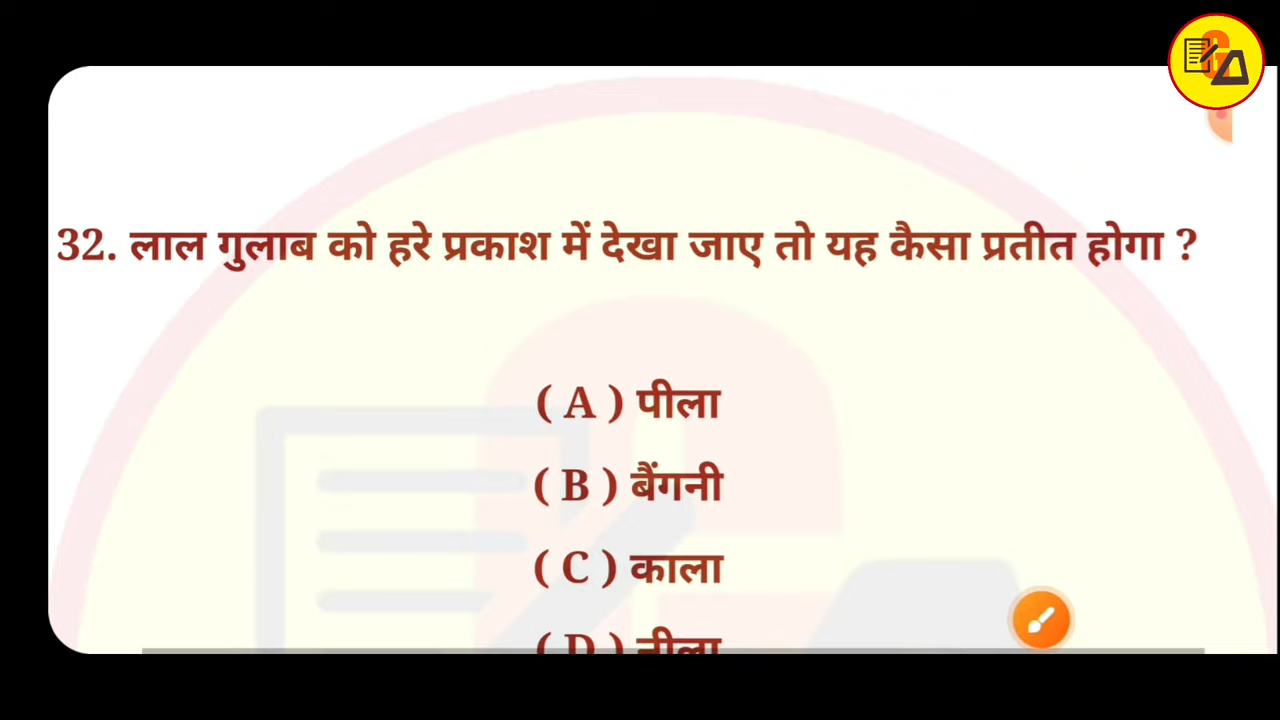 32. लाल गुलाब को हरे प्रकाश में देखा जाए तो यह कैसा प्रतीत होगा ?
( A ) पीला
( B ) बैंगनी
( C ) काला
( D ) नीला